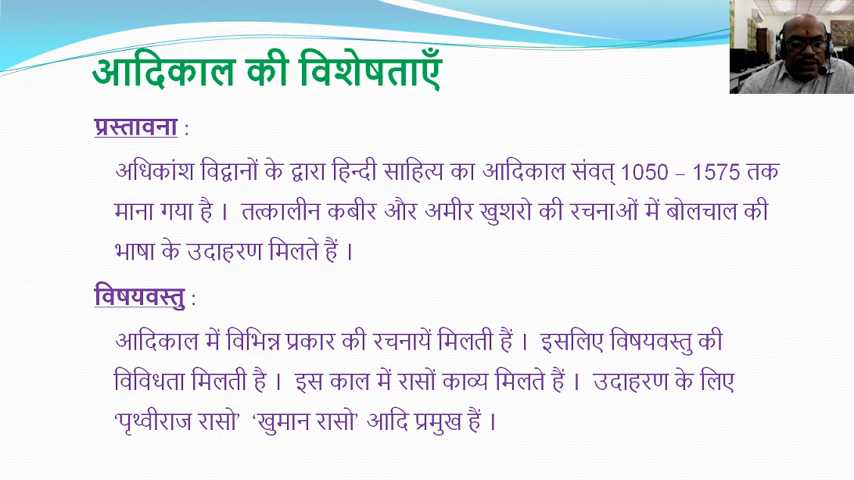 आदिकाल की विशेषताएँ
प्रस्तावना :
अधिकांश विद्वानों के द्वारा हिन्दी साहित्य का आदिकाल संवत् 1050 – 1575 तक
माना गया है । तत्कालीन कबीर और अमीर खुशरो की रचनाओं में बोलचाल की
भाषा के उदाहरण मिलते हैं ।
विषयवस्तु :
आदिकाल में विभिन्न प्रकार की रचनायें मिलती हैं । इसलिए विषयवस्तु की
विविधता मिलती है । इस काल में रासों काव्य मिलते हैं । उदाहरण के लिए
‘पृथ्वीराज रासो’ ‘खुमान रासो’ आदि प्रमुख हैं ।